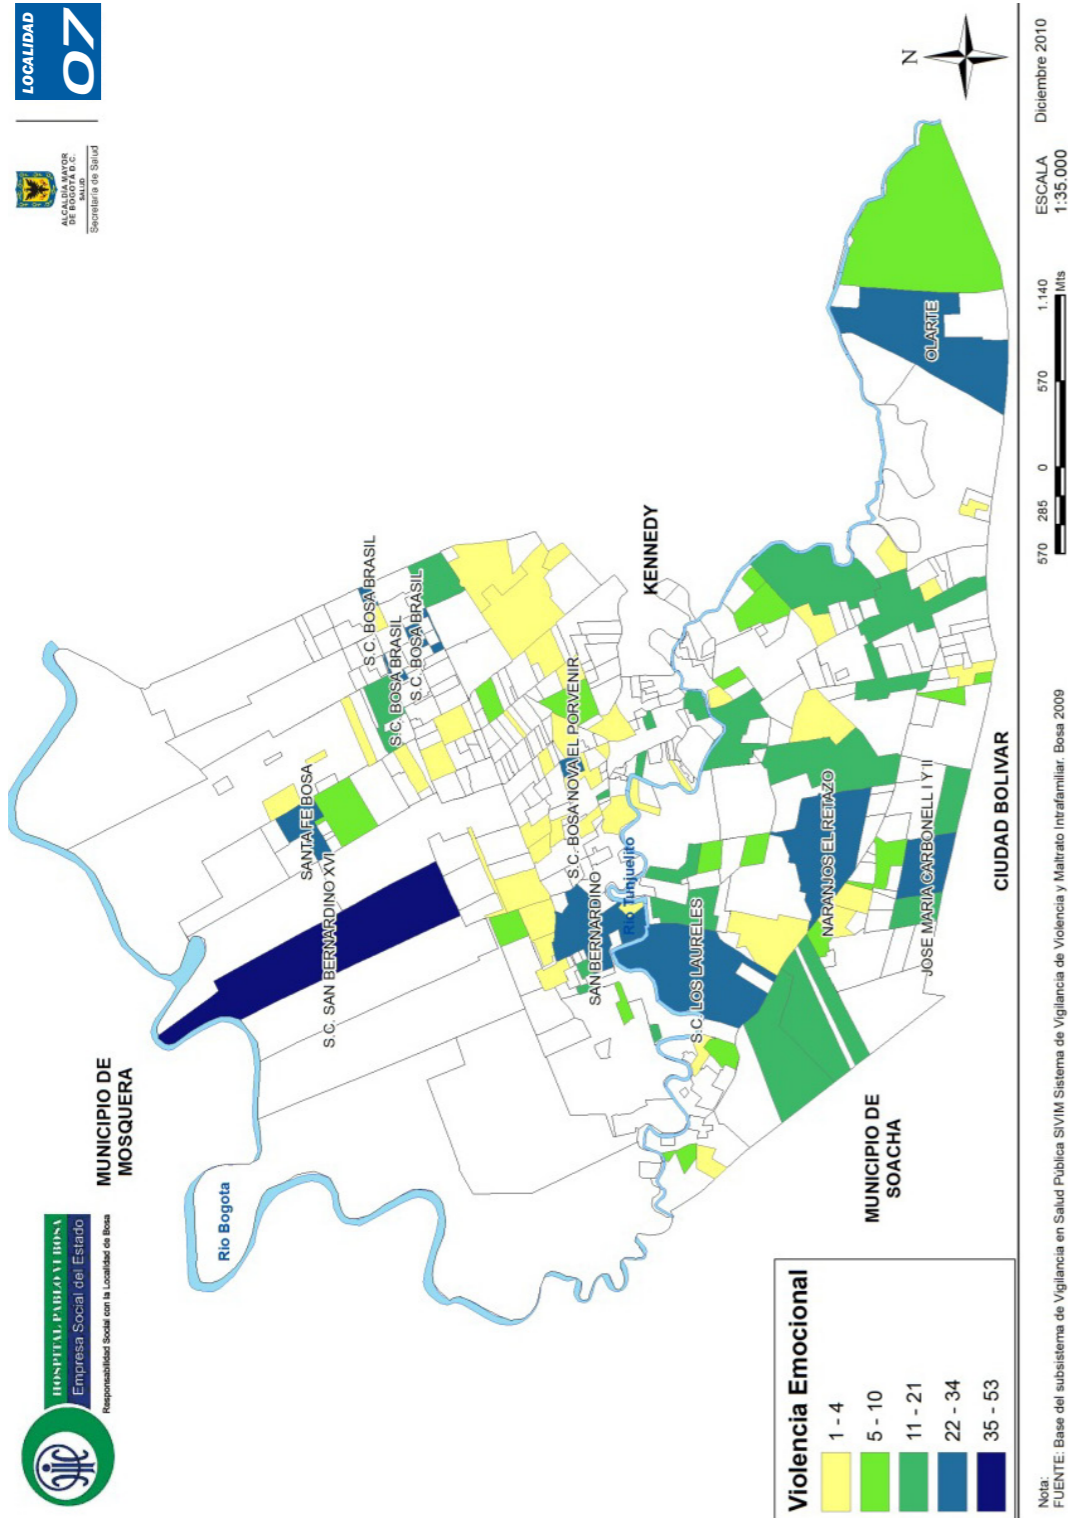 HOSPITAL PABLO VI BOSA
Empresa Social del Estado
Responsabilidad Social con la Localidad de Bosa
ALCALDÍA MAYOR
DE BOGOTÁ D.C.
SALUD
Secretaría de Salud
LOCALIDAD
07
MUNICIPIO DE
MOSQUERA
Rio Bogota
S.C. SAN BERNARDINO XVI
SANTA FE BOSA
S.C. BOSA BRASIL
S.C. BOSA BRASIL
S.C. BOSA BRASIL
S.C. BOSA NOVA EL PORVENIR
SAN BERNARDINO
Rio Tunjuelito
KENNEDY
S.C. LOS LAURELES
NARANJOS EL RETAZO
JOSE MARIA CARBONELL I Y II
OLARTE
N
MUNICIPIO DE
SOACHA
CIUDAD BOLIVAR
Violencia Emocional
1 - 4
5 - 10
11 - 21
22 - 34
35 - 53
570 285 0 570 1.140
Mts
ESCALA
1:35.000
Diciembre 2010
Nota:
FUENTE: Base del subsistema de Vigilancia en Salud Pública SIVIM Sistema de Vigilancia de Violencia y Maltrato Intrafamiliar. Bosa 2009